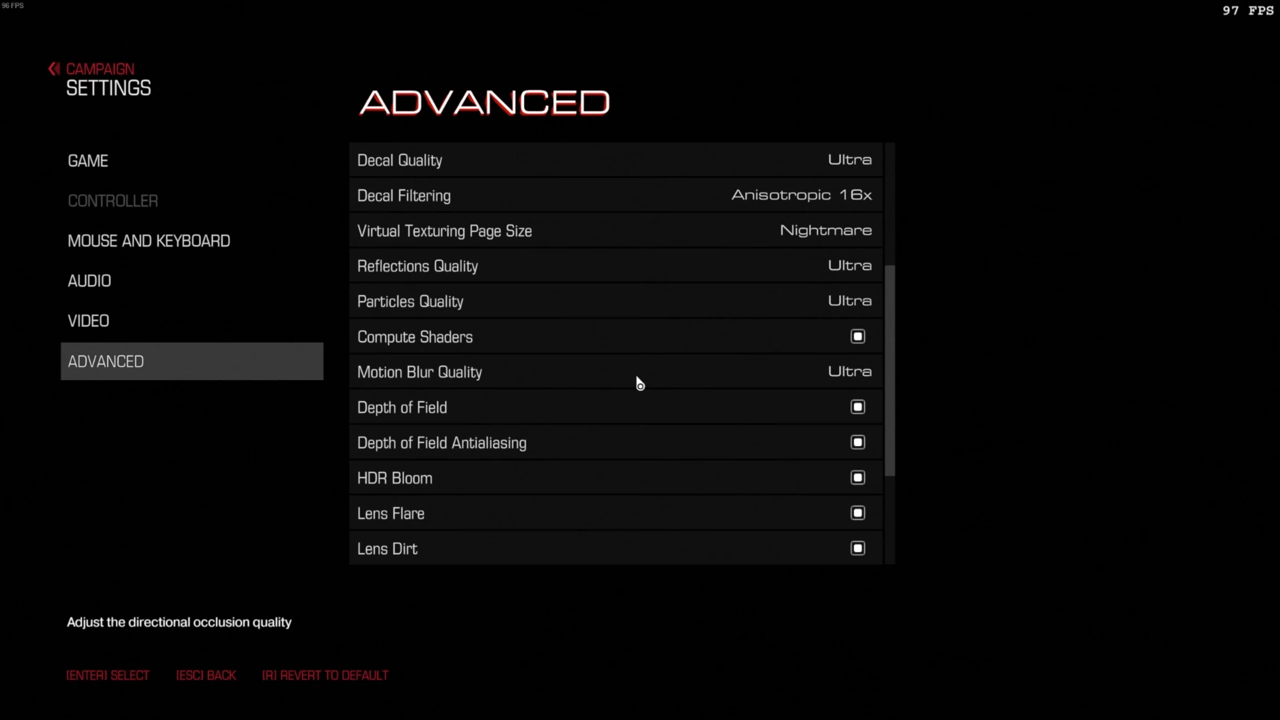 96 FPS
97 FPS
CAMPAIGN
SETTINGS
ADVANCED
GAME
CONTROLLER
MOUSE AND KEYBOARD
AUDIO
VIDEO
ADVANCED
Decal Quality Ultra
Decal Filtering Anisotropic 16x
Virtual Texturing Page Size Nightmare
Reflections Quality Ultra
Particles Quality Ultra
Compute Shaders
Motion Blur Quality Ultra
Depth of Field
Depth of Field Antialiasing
HDR Bloom
Lens Flare
Lens Dirt
Adjust the directional occlusion quality
[ENTER] SELECT [ESC] BACK [R] REVERT TO DEFAULT